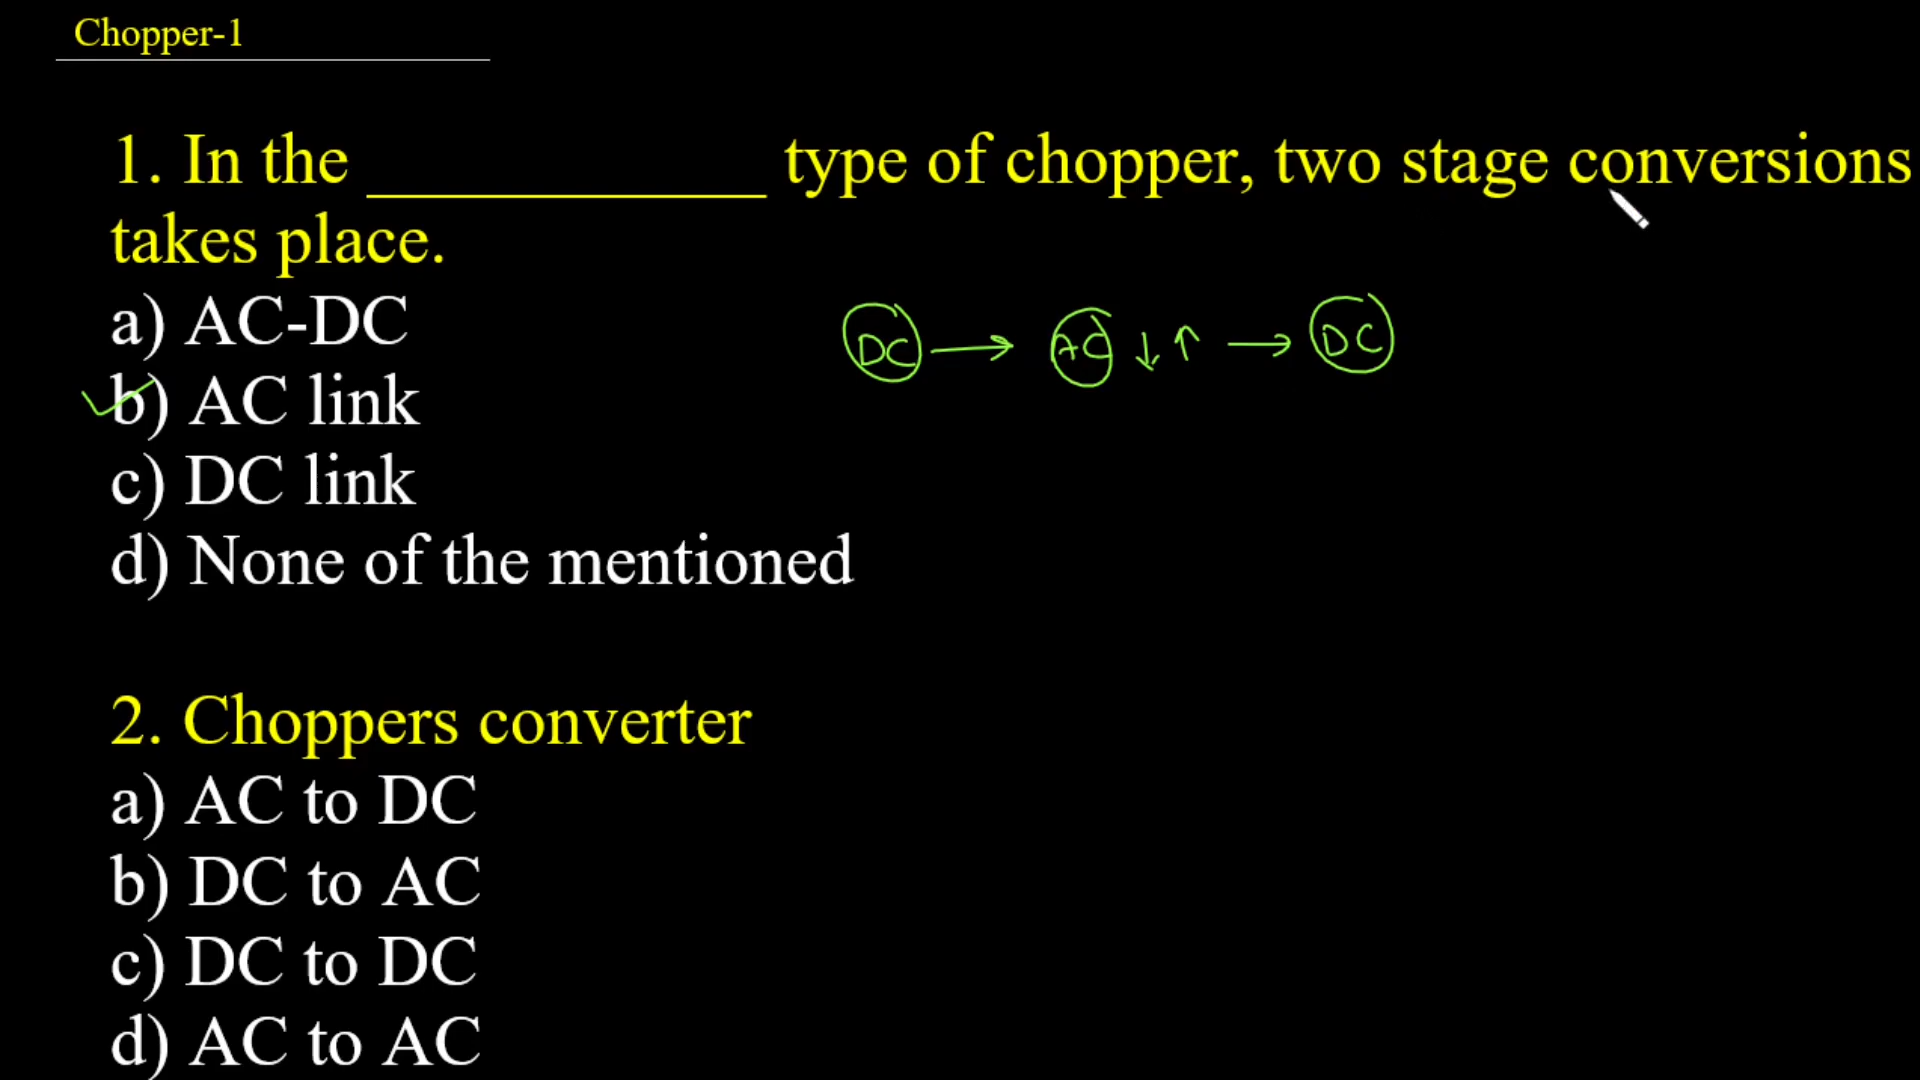 Chopper-1
1. In the ____________ type of chopper, two stage conversions
takes place.
a) AC-DC
DC → AC ↓ ↑ → DC
b) AC link
c) DC link
d) None of the mentioned
2. Choppers converter
a) AC to DC
b) DC to AC
c) DC to DC
d) AC to AC